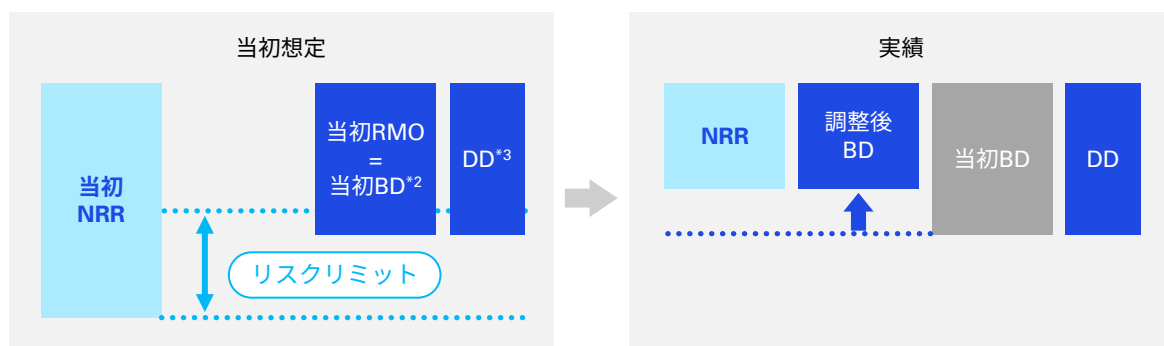 当初想定
当初
NRR
当初RMO
=
当初BD*2
DD*3
リスクリミット
実績
NRR
調整後
BD
当初BD
DD